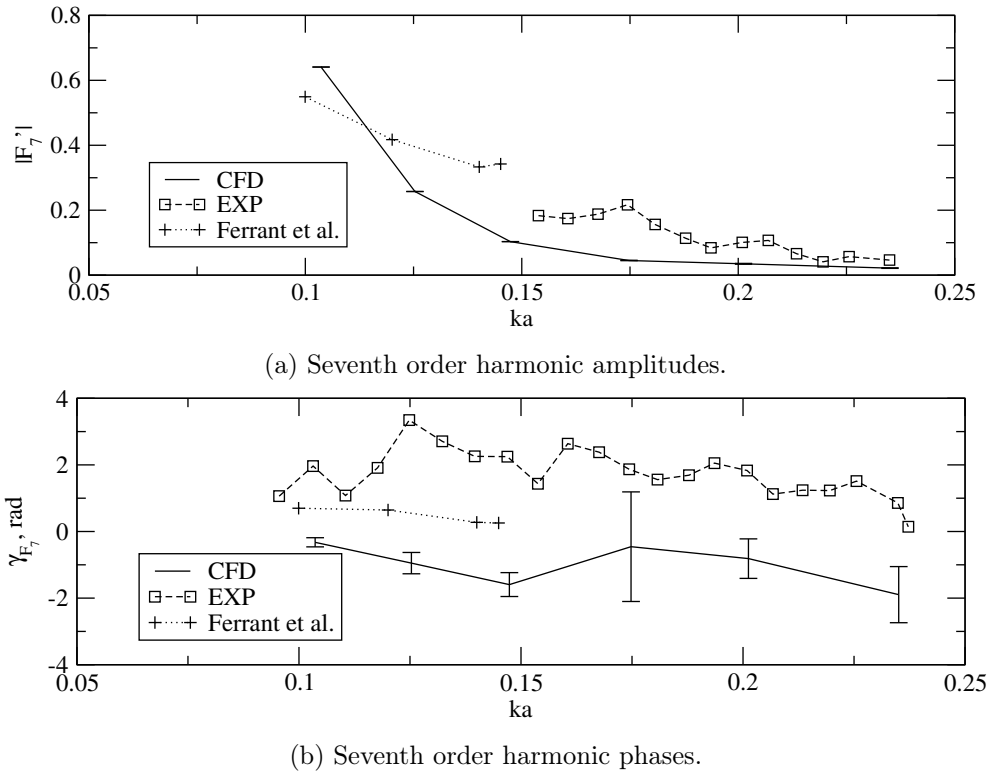 0.8
0.6
0.4
0.2
0
|F7'|
CFD
EXP
Ferrant et al.
0.05
0.1
0.15
0.2
0.25
ka
(a) Seventh order harmonic amplitudes.
4
2
0
-2
-4
γF7, rad
CFD
EXP
Ferrant et al.
0.05
0.1
0.15
0.2
0.25
ka
(b) Seventh order harmonic phases.